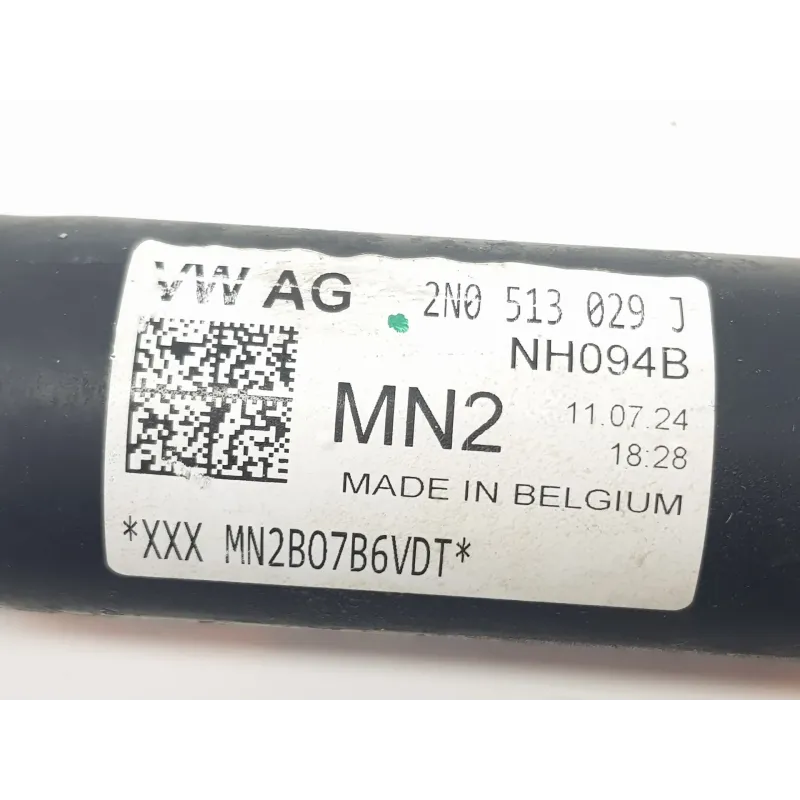 VW AG 2N0 513 029 J
NH094B
MN2 11.07.24
18:28
MADE IN BELGIUM
*XXX MN2B07B6VDT*